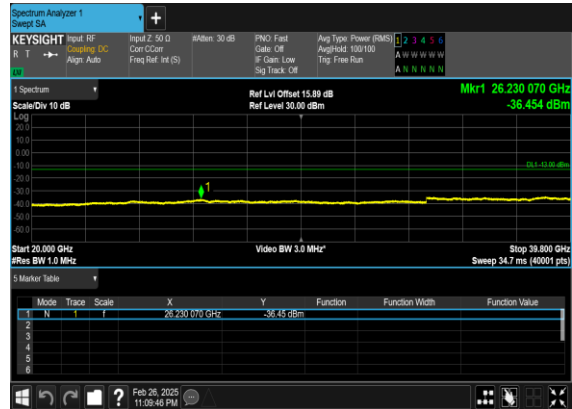 Spectrum Analyzer 1
Swept SA
+
KEYSIGHT Input: RF Input Z: 50 Ω #Atten: 30 dB PNO: Fast Avg Type: Power (RMS) 1 2 3 4 5 6
R T Coupling: DC Corr CCorr Gate: Off Avg|Hold: 100/100 A W W W W W
Align: Auto Freq Ref: Int (S) IF Gain: Low Trig: Free Run
Sig Track: Off A N N N N N
1 Spectrum Ref Lvl Offset 15.89 dB Mkr1 26.230 070 GHz
Scale/Div 10 dB Ref Level 30.00 dBm -36.454 dBm
Log
20.0
10.0
0.00
-10.0
DL1 -13.00 dBm
-20.0
-30.0
1
-40.0
-50.0
-60.0
Start 20.000 GHz Video BW 3.0 MHz* Stop 39.800 GHz
#Res BW 1.0 MHz Sweep 34.7 ms (40001 pts)
5 Marker Table
Mode Trace Scale X Y Function Function Width Function Value
1 N 1 f 26.230 070 GHz -36.45 dBm
2
3
4
5
6
? Feb 26, 2025
11:09:46 PM